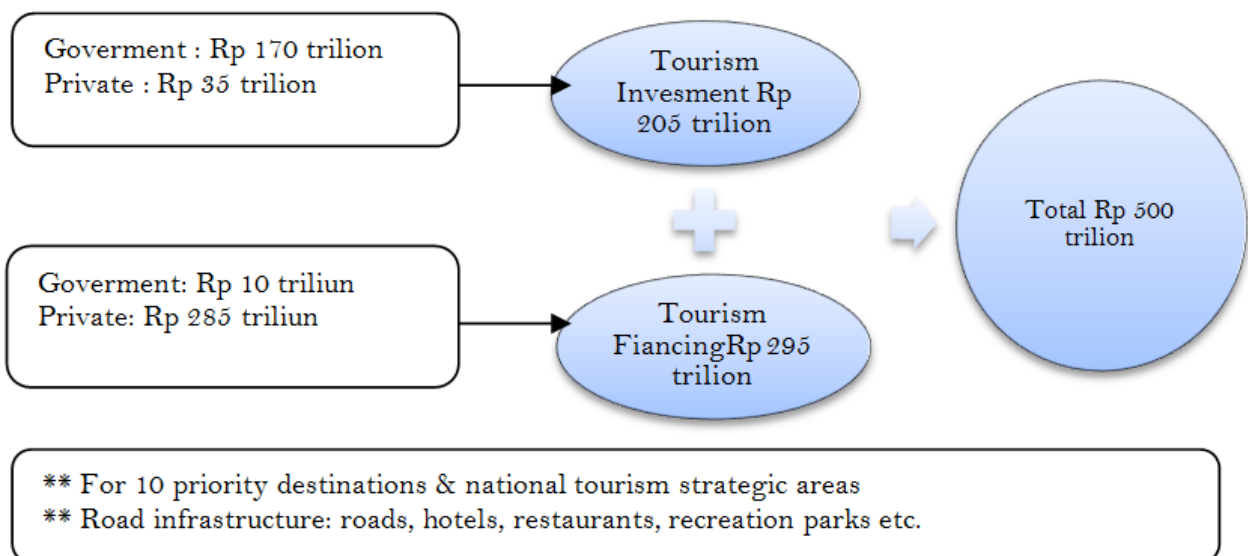 Goverment : Rp 170 trilion
Private : Rp 35 trilion
Tourism
Invesment Rp
205 trilion
Total Rp 500
trilion
Goverment: Rp 10 triliun
Private: Rp 285 triliun
Tourism
FiancingRp 295
trilion
** For 10 priority destinations & national tourism strategic areas
** Road infrastructure: roads, hotels, restaurants, recreation parks etc.